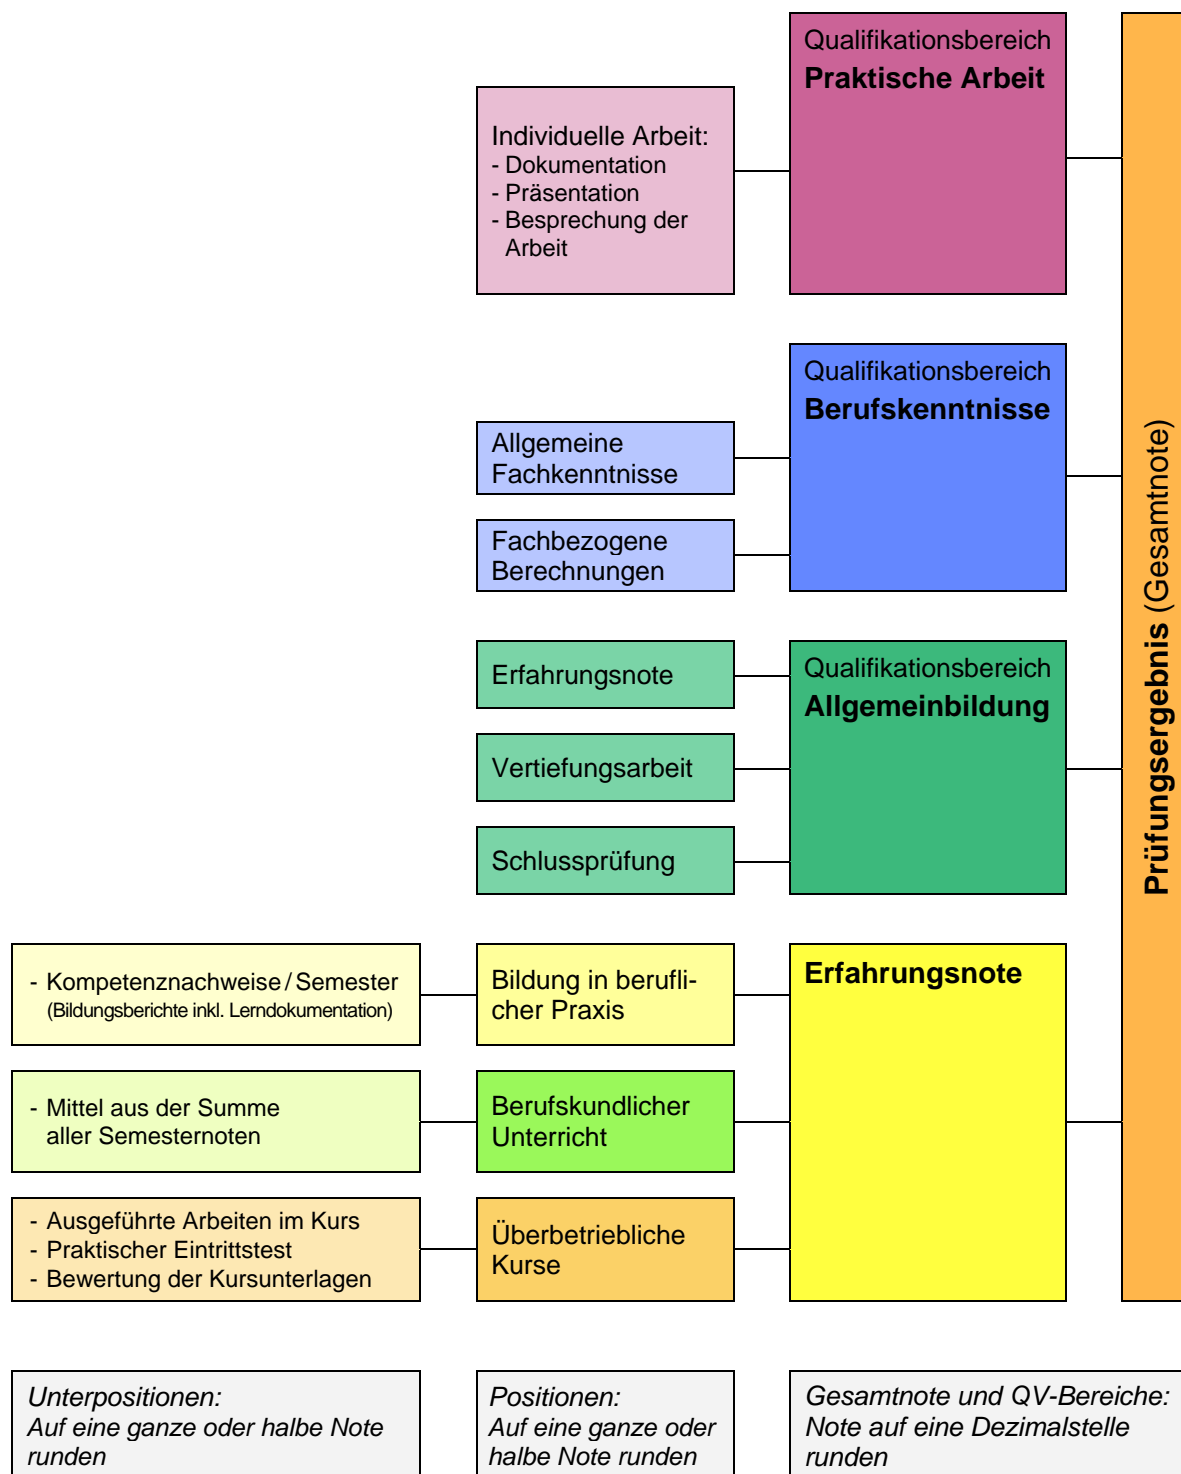 Qualifikationsbereich
Praktische Arbeit
Individuelle Arbeit:
- Dokumentation
- Präsentation
- Besprechung der
Arbeit
Qualifikationsbereich
Berufskenntnisse
Allgemeine
Fachkenntnisse
Fachbezogene
Berechnungen
Qualifikationsbereich
Allgemeinbildung
Erfahrungsnote
Vertiefungsarbeit
Schlussprüfung
Erfahrungsnote
- Kompetenznachweise / Semester
(Bildungsberichte inkl. Lerndokumentation)
Bildung in berufli-
cher Praxis
- Mittel aus der Summe
aller Semesternoten
Berufskundlicher
Unterricht
- Ausgeführte Arbeiten im Kurs
- Praktischer Eintrittstest
- Bewertung der Kursunterlagen
Überbetriebliche
Kurse
Prüfungsergebnis (Gesamtnote)
Unterpositionen:
Auf eine ganze oder halbe Note
runden
Positionen:
Auf eine ganze oder
halbe Note runden
Gesamtnote und QV-Bereiche:
Note auf eine Dezimalstelle
runden